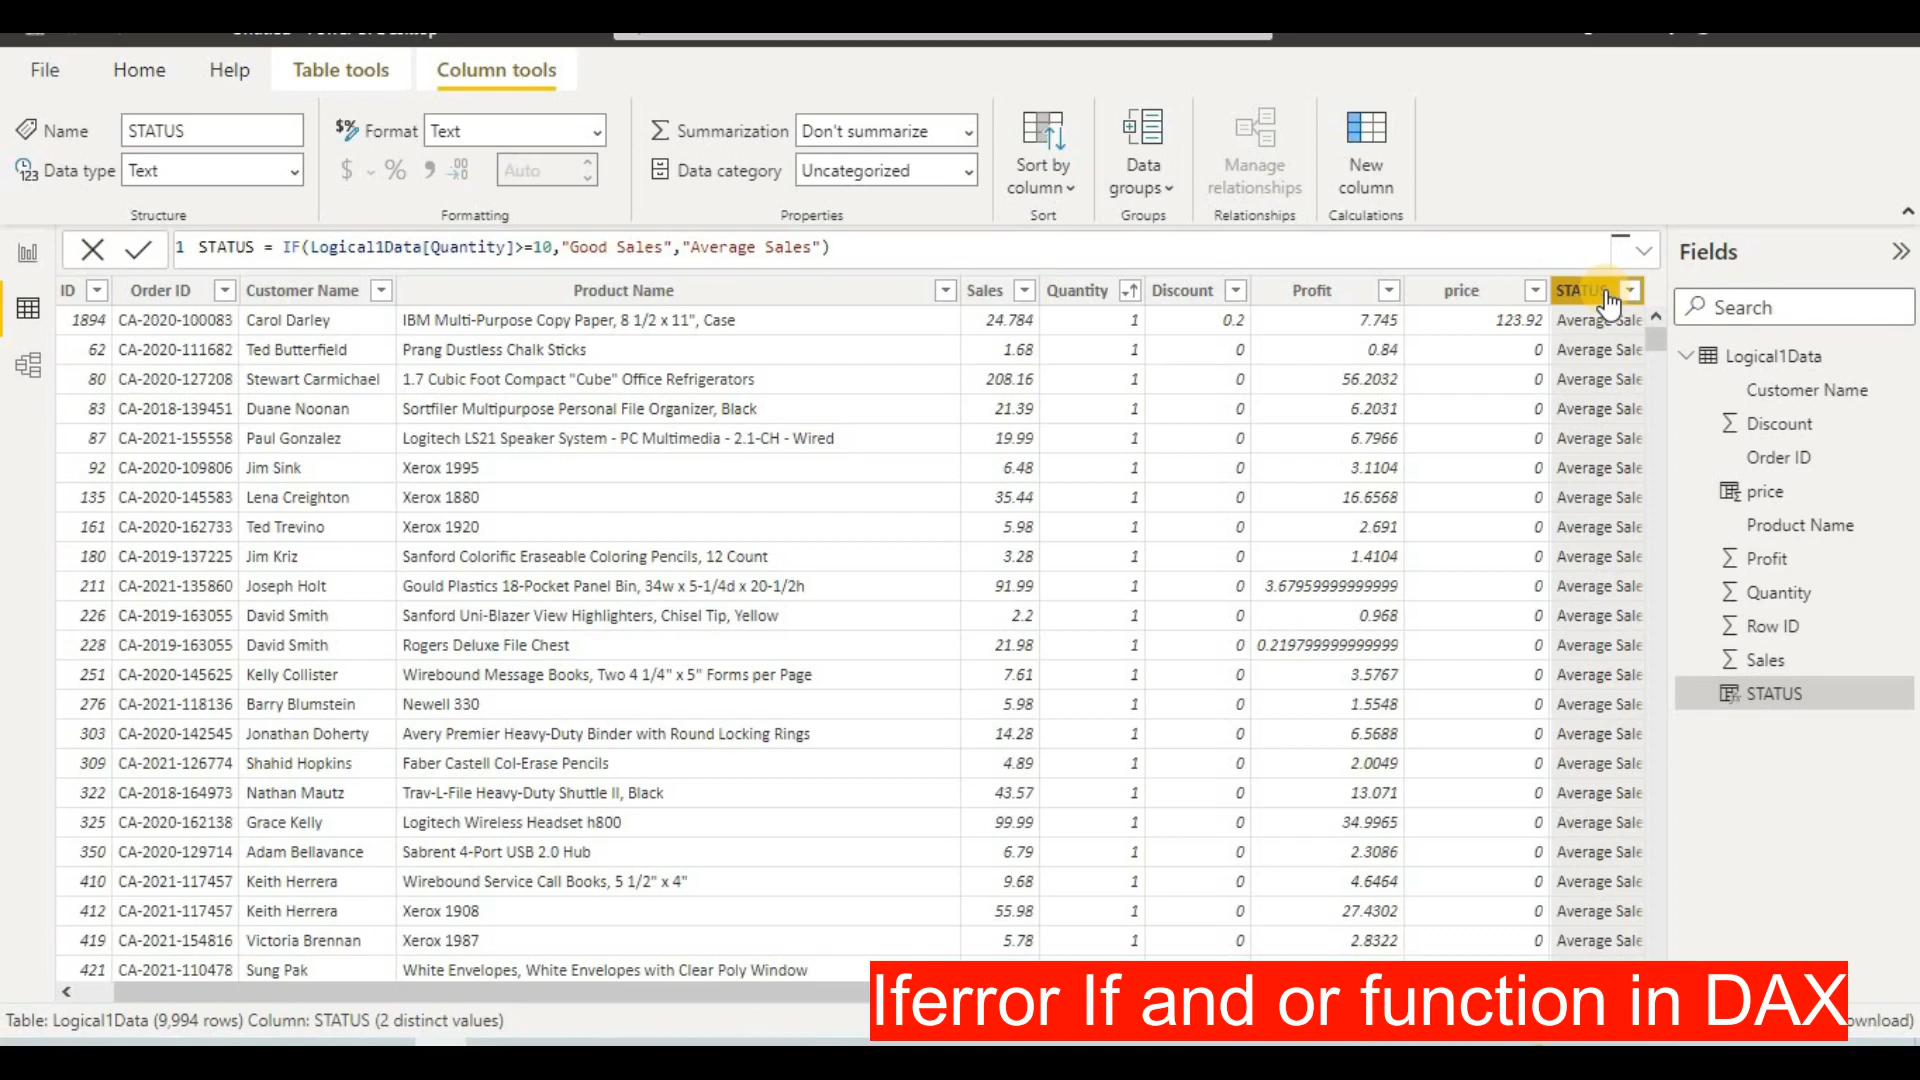 File Home Help Table tools Column tools
Name STATUS Format Text Summarization Don't summarize Sort by column Data groups Manage relationships New column
Data type Text $ % Auto Data category Uncategorized
Structure Formatting Properties Sort Groups Relationships Calculations
1 STATUS = IF(Logical1Data[Quantity]>=10,"Good Sales","Average Sales")
ID Order ID Customer Name Product Name Sales Quantity Discount Profit price STATUS
1894 CA-2020-100083 Carol Darley IBM Multi-Purpose Copy Paper, 8 1/2 x 11", Case 24.784 1 0.2 7.745 123.92 Average Sale
62 CA-2020-111682 Ted Butterfield Prang Dustless Chalk Sticks 1.68 1 0 0.84 0 Average Sale
80 CA-2020-127208 Stewart Carmichael 1.7 Cubic Foot Compact "Cube" Office Refrigerators 208.16 1 0 56.2032 0 Average Sale
83 CA-2018-139451 Duane Noonan Sortfiler Multipurpose Personal File Organizer, Black 21.39 1 0 6.2031 0 Average Sale
87 CA-2021-155558 Paul Gonzalez Logitech LS21 Speaker System - PC Multimedia - 2.1-CH - Wired 19.99 1 0 6.7966 0 Average Sale
92 CA-2020-109806 Jim Sink Xerox 1995 6.48 1 0 3.1104 0 Average Sale
135 CA-2020-145583 Lena Creighton Xerox 1880 35.44 1 0 16.6568 0 Average Sale
161 CA-2020-162733 Ted Trevino Xerox 1920 5.98 1 0 2.691 0 Average Sale
180 CA-2019-137225 Jim Kriz Sanford Colorific Eraseable Coloring Pencils, 12 Count 3.28 1 0 1.4104 0 Average Sale
211 CA-2021-135860 Joseph Holt Gould Plastics 18-Pocket Panel Bin, 34w x 5-1/4d x 20-1/2h 91.99 1 0 3.67959999999999 0 Average Sale
226 CA-2019-163055 David Smith Sanford Uni-Blazer View Highlighters, Chisel Tip, Yellow 2.2 1 0 0.968 0 Average Sale
228 CA-2019-163055 David Smith Rogers Deluxe File Chest 21.98 1 0 0.219799999999999 0 Average Sale
251 CA-2020-145625 Kelly Collister Wirebound Message Books, Two 4 1/4" x 5" Forms per Page 7.61 1 0 3.5767 0 Average Sale
276 CA-2021-118136 Barry Blumstein Newell 330 5.98 1 0 1.5548 0 Average Sale
303 CA-2020-142545 Jonathan Doherty Avery Premier Heavy-Duty Binder with Round Locking Rings 14.28 1 0 6.5688 0 Average Sale
309 CA-2021-126774 Shahid Hopkins Faber Castell Col-Erase Pencils 4.89 1 0 2.0049 0 Average Sale
322 CA-2018-164973 Nathan Mautz Trav-L-File Heavy-Duty Shuttle II, Black 43.57 1 0 13.071 0 Average Sale
325 CA-2020-162138 Grace Kelly Logitech Wireless Headset h800 99.99 1 0 34.9965 0 Average Sale
350 CA-2020-129714 Adam Bellavance Sabrent 4-Port USB 2.0 Hub 6.79 1 0 2.3086 0 Average Sale
410 CA-2021-117457 Keith Herrera Wirebound Service Call Books, 5 1/2" x 4" 9.68 1 0 4.6464 0 Average Sale
412 CA-2021-117457 Keith Herrera Xerox 1908 55.98 1 0 27.4302 0 Average Sale
419 CA-2021-154816 Victoria Brennan Xerox 1987 5.78 1 0 2.8322 0 Average Sale
421 CA-2021-110478 Sung Pak White Envelopes, White Envelopes with Clear Poly Window
Table: Logical1Data (9,994 rows) Column: STATUS (2 distinct values)
Iferror If and or function in DAX
ownload)
Fields
Search
Logical1Data
Customer Name
Discount
Order ID
price
Product Name
Profit
Quantity
Row ID
Sales
STATUS